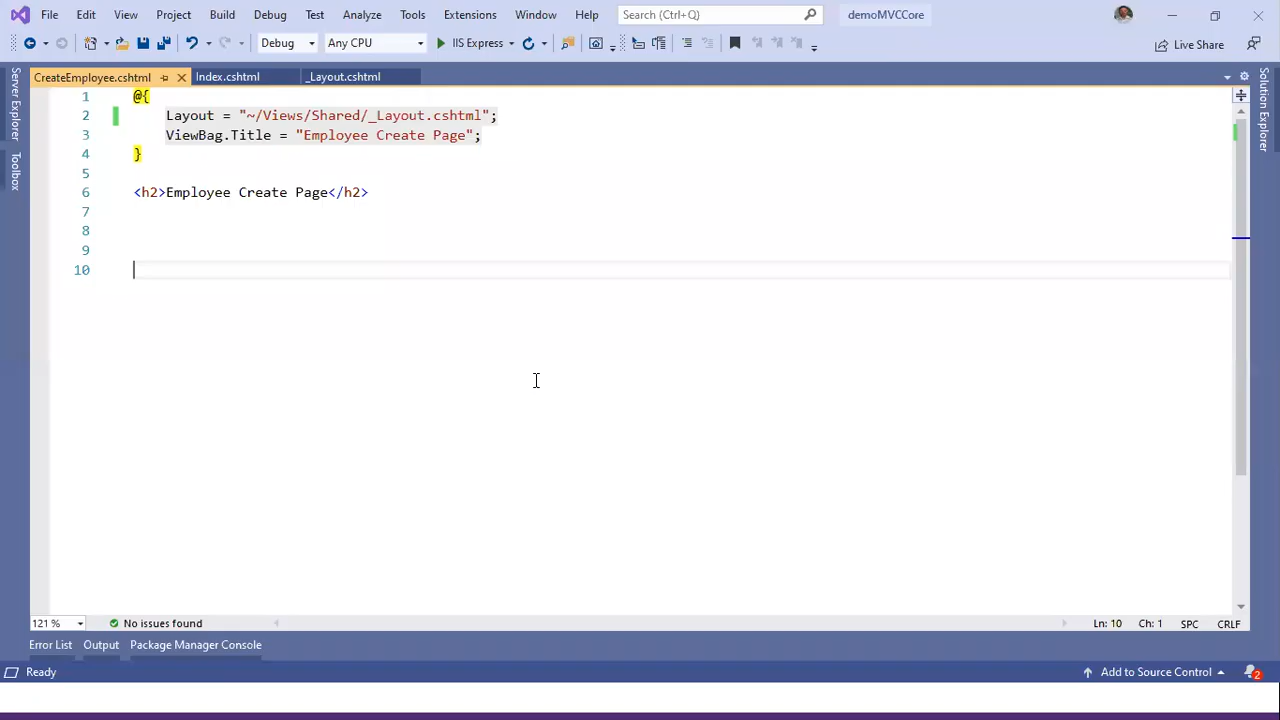 File Edit View Project Build Debug Test Analyze Tools Extensions Window Help Search (Ctrl+Q) demoMVCCore
Debug Any CPU IIS Express Live Share
CreateEmployee.cshtml Index.cshtml _Layout.cshtml
Server Explorer
Toolbox
Solution Explorer
1 @{
2 Layout = "~/Views/Shared/_Layout.cshtml";
3 ViewBag.Title = "Employee Create Page";
4 }
5
6 <h2>Employee Create Page</h2>
7
8
9
10
121 % No issues found Ln: 10 Ch: 1 SPC CRLF
Error List Output Package Manager Console
Ready Add to Source Control 2